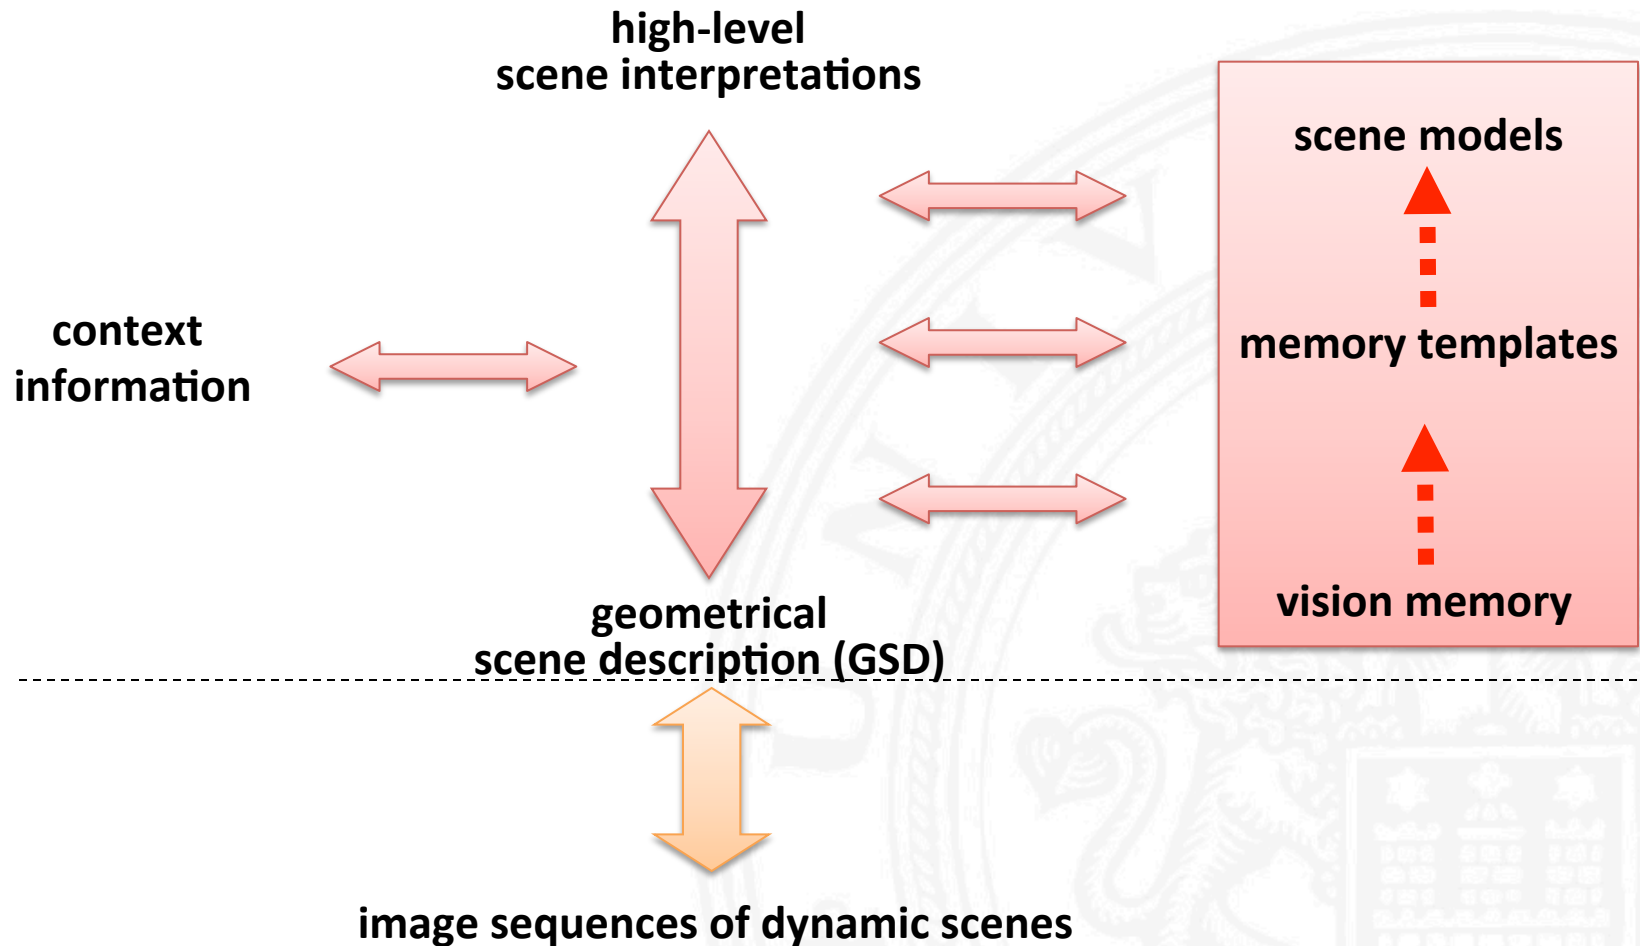 high-level
scene interpretations
scene models
context
information
memory templates
vision memory
geometrical
scene description (GSD)
image sequences of dynamic scenes
U N I V